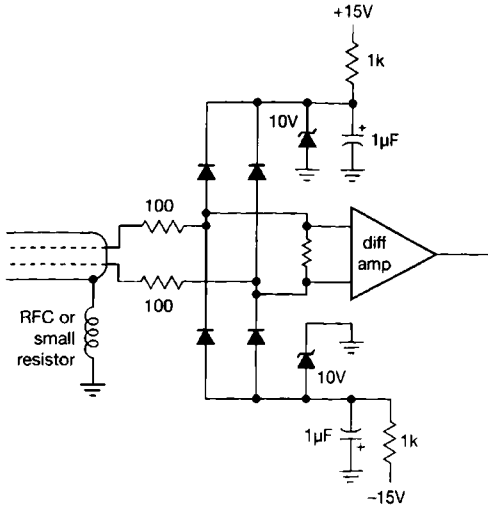 +15V
1k
10V
+
1µF
100
diff
amp
100
RFC or
small
resistor
10V
1µF
+
1k
−15V